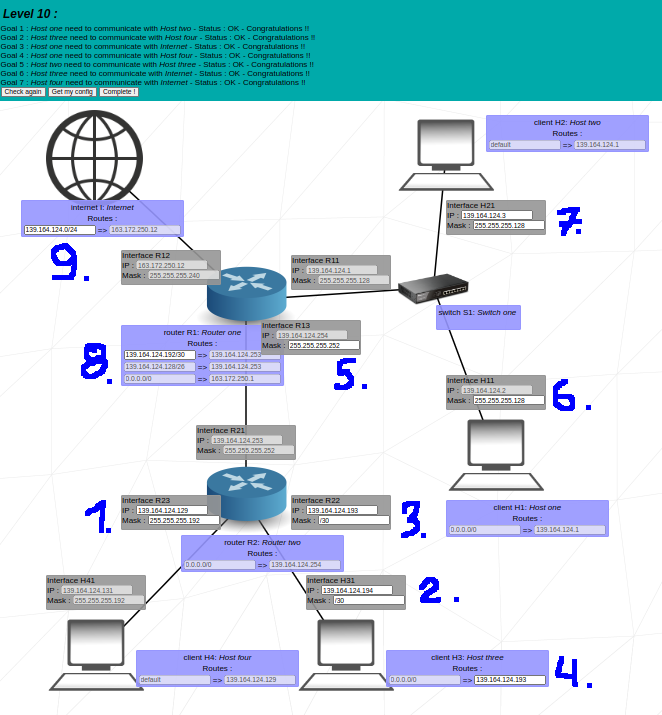 Level 10 :
Goal 1 : Host one need to communicate with Host two - Status : OK - Congratulations !!
Goal 2 : Host three need to communicate with Host four - Status : OK - Congratulations !!
Goal 3 : Host one need to communicate with Internet - Status : OK - Congratulations !!
Goal 4 : Host one need to communicate with Host four - Status : OK - Congratulations !!
Goal 5 : Host two need to communicate with Host three - Status : OK - Congratulations !!
Goal 6 : Host three need to communicate with Internet - Status : OK - Congratulations !!
Goal 7 : Host four need to communicate with Internet - Status : OK - Congratulations !!
Check again Get my config Complete !
client H2: Host two
Routes :
default => 139.164.124.1
internet I: Internet
Routes :
139.164.124.0/24 => 163.172.250.12
9.
Interface H21
IP : 139.164.124.3
Mask : 255.255.255.128
7.
Interface R12
IP : 163.172.250.12
Mask : 255.255.255.240
Interface R11
IP : 139.164.124.1
Mask : 255.255.255.128
switch S1: Switch one
router R1: Router one
Routes :
139.164.124.192/30 => 139.164.124.253
139.164.124.128/26 => 139.164.124.253
0.0.0.0/0 => 163.172.250.1
8.
Interface R13
IP : 139.164.124.254
Mask : 255.255.255.252
5.
Interface H11
IP : 139.164.124.2
Mask : 255.255.255.128
6.
Interface R21
IP : 139.164.124.253
Mask : 255.255.255.252
client H1: Host one
Routes :
0.0.0.0/0 => 139.164.124.1
1.
Interface R23
IP : 139.164.124.129
Mask : 255.255.255.192
Interface R22
IP : 139.164.124.193
Mask : /30
3.
router R2: Router two
Routes :
0.0.0.0/0 => 139.164.124.254
Interface H41
IP : 139.164.124.131
Mask : 255.255.255.192
Interface H31
IP : 139.164.124.194
Mask : /30
2.
client H4: Host four
Routes :
default => 139.164.124.129
client H3: Host three
Routes :
0.0.0.0/0 => 139.164.124.193
4.